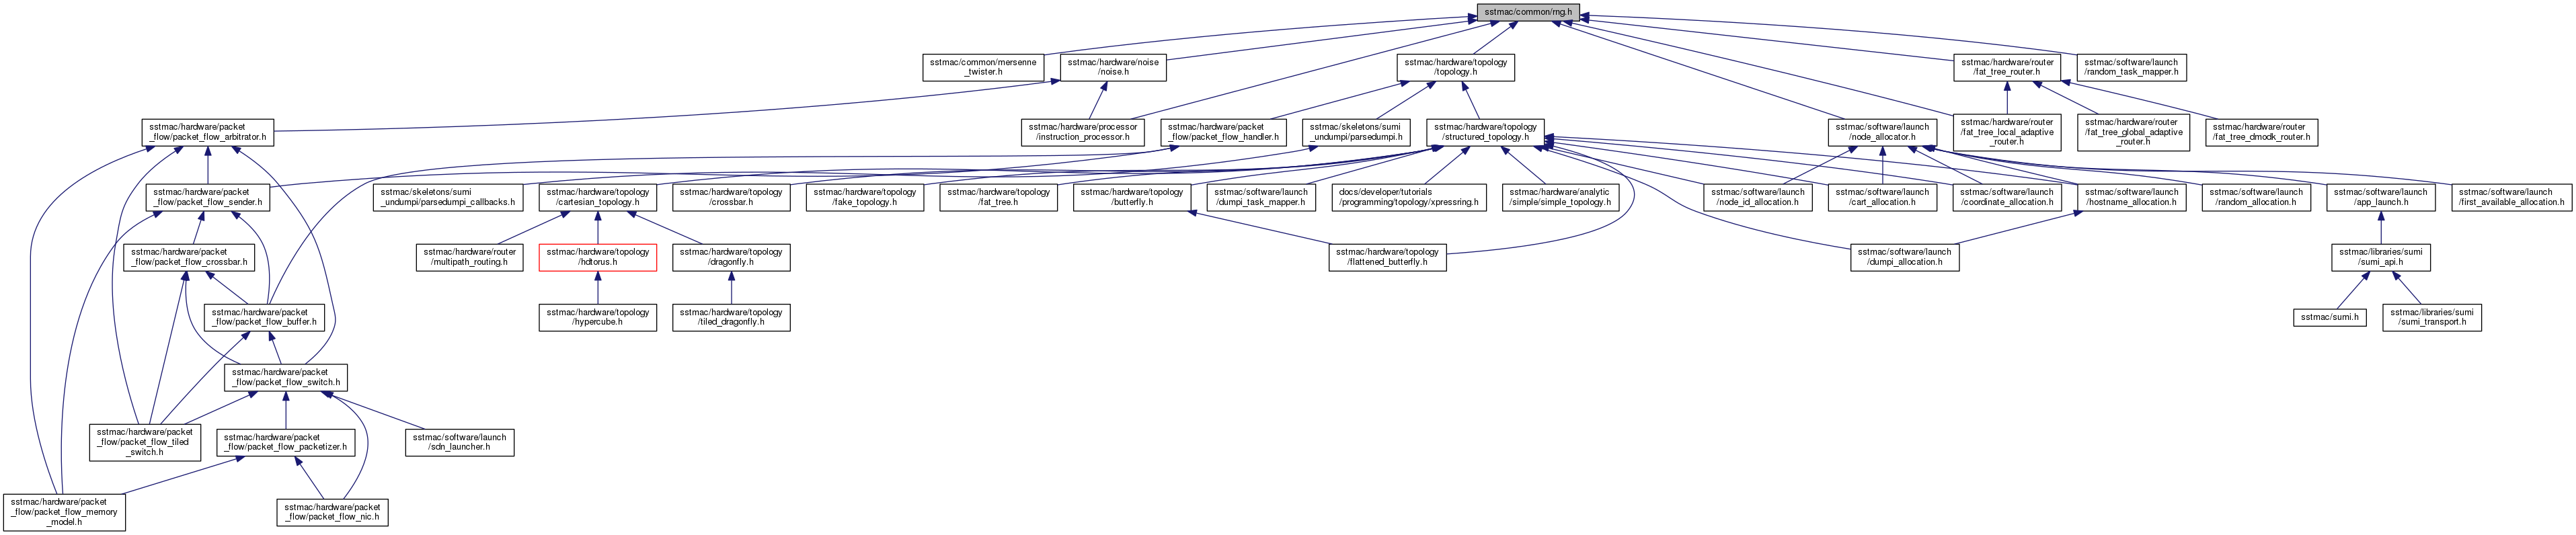 sstmac/common/rng.h
sstmac/common/mersenne
_twister.h
sstmac/hardware/noise
/noise.h
sstmac/hardware/topology
/topology.h
sstmac/hardware/router
/fat_tree_router.h
sstmac/software/launch
/random_task_mapper.h
sstmac/hardware/packet
_flow/packet_flow_arbitrator.h
sstmac/hardware/processor
/instruction_processor.h
sstmac/hardware/packet
_flow/packet_flow_handler.h
sstmac/skeletons/sumi
_undumpi/parsedumpi.h
sstmac/hardware/topology
/structured_topology.h
sstmac/software/launch
/node_allocator.h
sstmac/hardware/router
/fat_tree_local_adaptive
_router.h
sstmac/hardware/router
/fat_tree_global_adaptive
_router.h
sstmac/hardware/router
/fat_tree_dmodk_router.h
sstmac/hardware/packet
_flow/packet_flow_sender.h
sstmac/skeletons/sumi
_undumpi/parsedumpi_callbacks.h
sstmac/hardware/topology
/cartesian_topology.h
sstmac/hardware/topology
/crossbar.h
sstmac/hardware/topology
/fake_topology.h
sstmac/hardware/topology
/fat_tree.h
sstmac/hardware/topology
/butterfly.h
sstmac/software/launch
/dumpi_task_mapper.h
docs/developer/tutorials
/programming/topology/xpressring.h
sstmac/hardware/analytic
/simple/simple_topology.h
sstmac/software/launch
/node_id_allocation.h
sstmac/software/launch
/cart_allocation.h
sstmac/software/launch
/coordinate_allocation.h
sstmac/software/launch
/hostname_allocation.h
sstmac/software/launch
/random_allocation.h
sstmac/software/launch
/app_launch.h
sstmac/software/launch
/first_available_allocation.h
sstmac/hardware/packet
_flow/packet_flow_crossbar.h
sstmac/hardware/router
/multipath_routing.h
sstmac/hardware/topology
/hdtorus.h
sstmac/hardware/topology
/dragonfly.h
sstmac/hardware/topology
/flattened_butterfly.h
sstmac/software/launch
/dumpi_allocation.h
sstmac/libraries/sumi
/sumi_api.h
sstmac/hardware/packet
_flow/packet_flow_buffer.h
sstmac/hardware/topology
/hypercube.h
sstmac/hardware/topology
/tiled_dragonfly.h
sstmac/sumi.h
sstmac/libraries/sumi
/sumi_transport.h
sstmac/hardware/packet
_flow/packet_flow_switch.h
sstmac/hardware/packet
_flow/packet_flow_tiled
_switch.h
sstmac/hardware/packet
_flow/packet_flow_packetizer.h
sstmac/software/launch
/sdn_launcher.h
sstmac/hardware/packet
_flow/packet_flow_memory
_model.h
sstmac/hardware/packet
_flow/packet_flow_nic.h